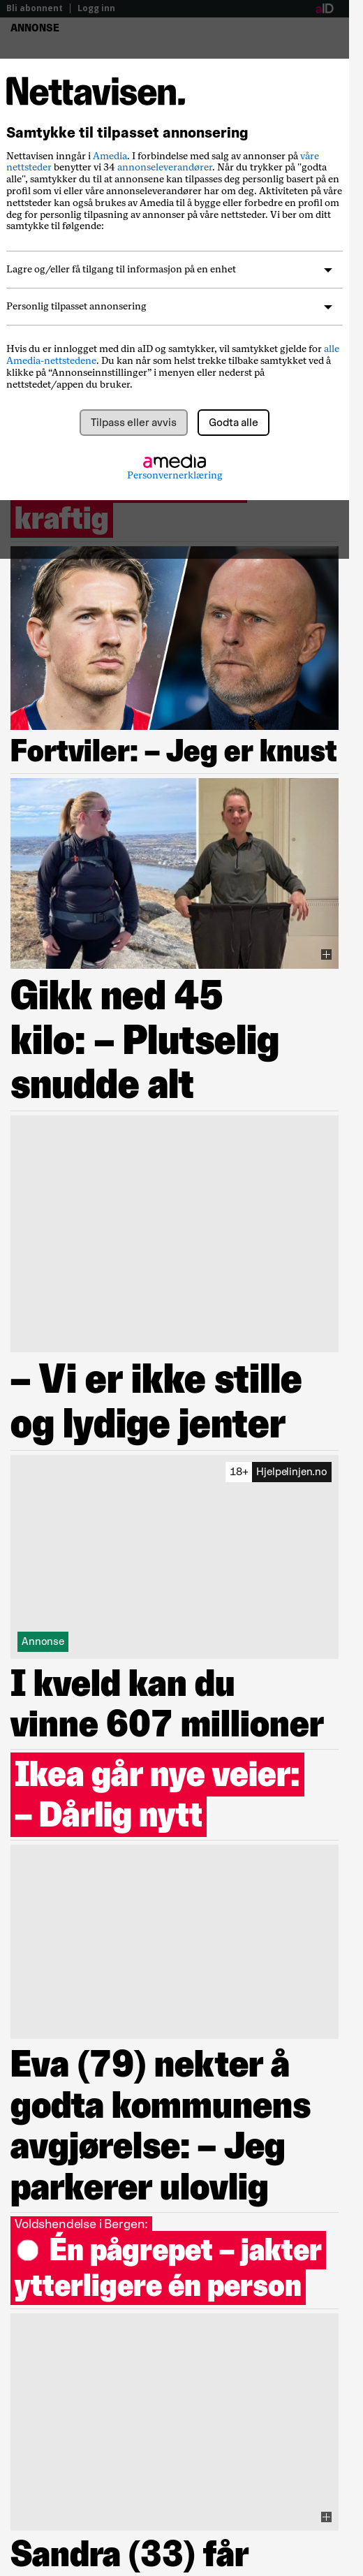 Bli abonnent | Logg inn
aID
ANNONSE
Nettavisen.
Samtykke til tilpasset annonsering
Nettavisen inngår i Amedia. I forbindelse med salg av annonser på våre
nettsteder benytter vi 34 annonseleverandører. Når du trykker på "godta
alle", samtykker du til at annonsene kan tilpasses deg personlig basert på en
profil som vi eller våre annonseleverandører har om deg. Aktiviteten på våre
nettsteder kan også brukes av Amedia til å bygge eller forbedre en profil om
deg for personlig tilpasning av annonser på våre nettsteder. Vi ber om ditt
samtykke til følgende:
Lagre og/eller få tilgang til informasjon på en enhet
Personlig tilpasset annonsering
Hvis du er innlogget med din aID og samtykker, vil samtykket gjelde for alle
Amedia-nettstedene. Du kan når som helst trekke tilbake samtykket ved å
klikke på “Annonseinnstillinger” i menyen eller nederst på
nettstedet/appen du bruker.
Tilpass eller avvis
Godta alle
amedia
Personvernerklæring
kraftig
Fortviler: – Jeg er knust
Gikk ned 45
kilo: – Plutselig
snudde alt
– Vi er ikke stille
og lydige jenter
18+ Hjelpelinjen.no
Annonse
I kveld kan du
vinne 607 millioner
Ikea går nye veier:
– Dårlig nytt
Eva (79) nekter å
godta kommunens
avgjørelse: – Jeg
parkerer ulovlig
Voldshendelse i Bergen:
Én pågrepet – jakter
ytterligere én person
Sandra (33) får